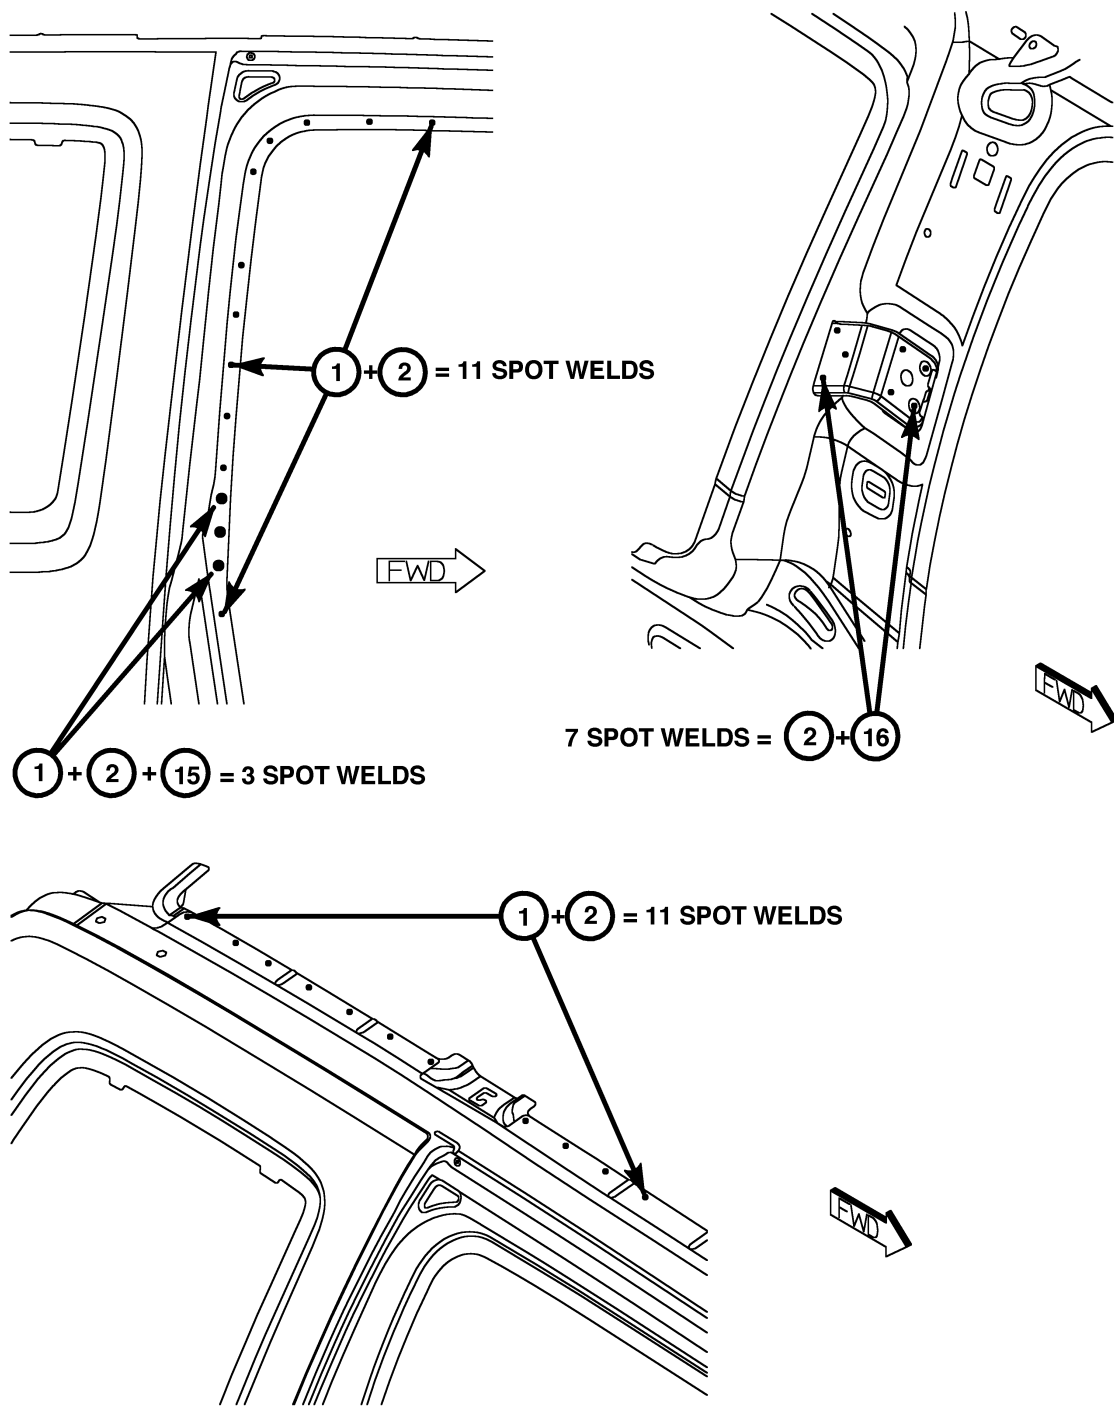 1 + 2 = 11 SPOT WELDS
FWD
1 + 2 + 15 = 3 SPOT WELDS
7 SPOT WELDS = 2 + 16
FWD
1 + 2 = 11 SPOT WELDS
FWD